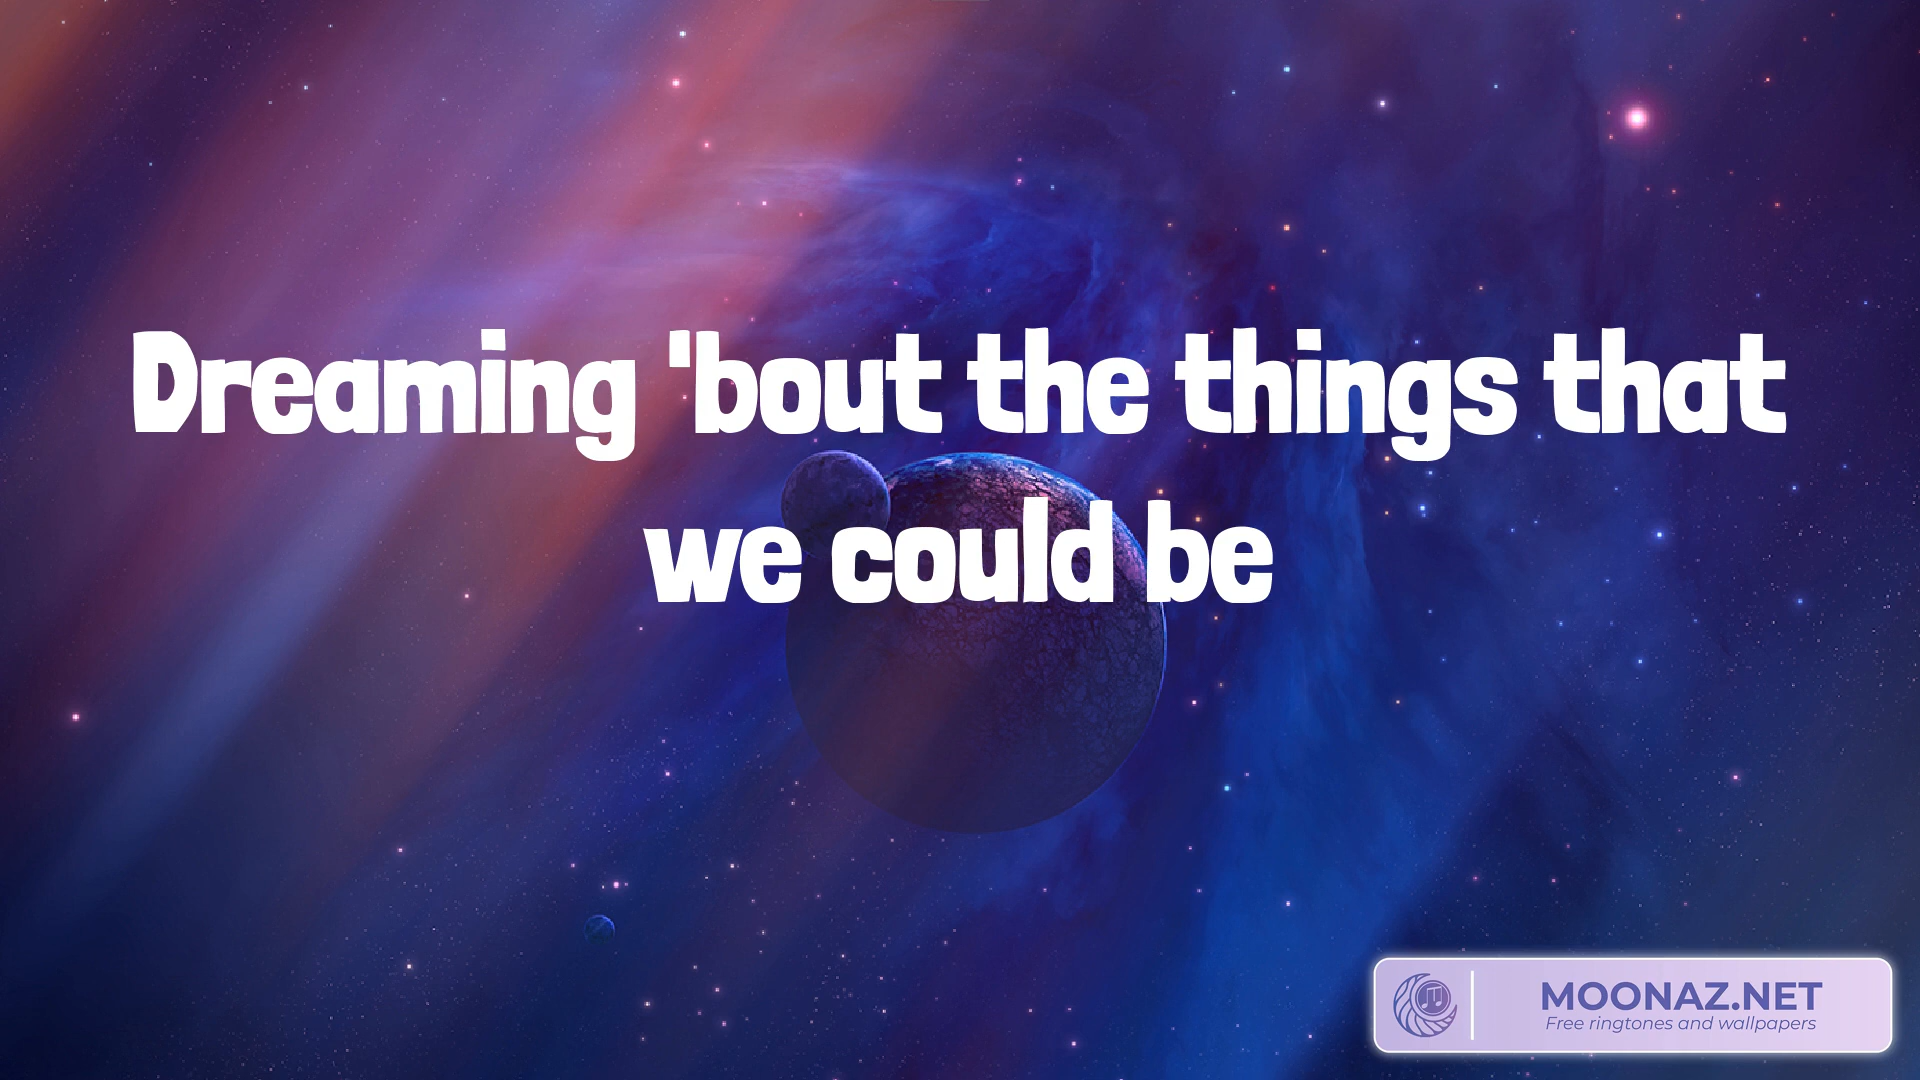 Dreaming 'bout the things that
we could be
MOONAZ.NET
Free ringtones and wallpapers